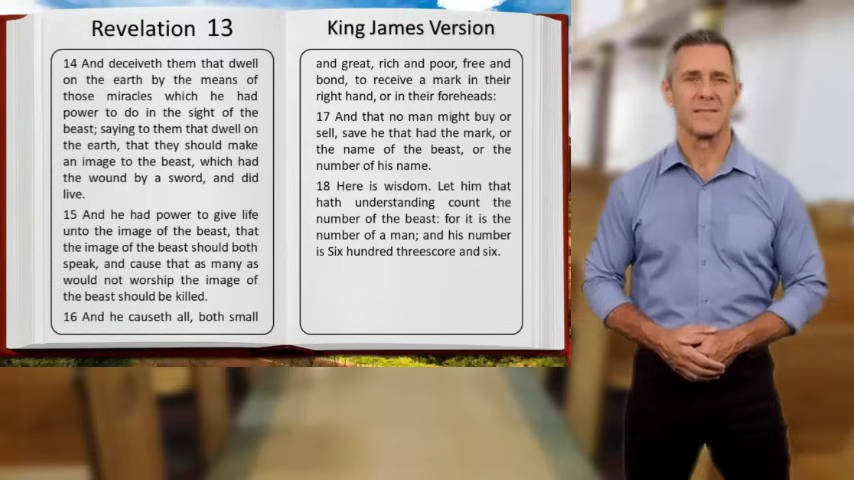 Revelation 13
14 And deceiveth them that dwell
on the earth by the means of
those miracles which he had
power to do in the sight of the
beast; saying to them that dwell on
the earth, that they should make
an image to the beast, which had
the wound by a sword, and did
live.
15 And he had power to give life
unto the image of the beast, that
the image of the beast should both
speak, and cause that as many as
would not worship the image of
the beast should be killed.
16 And he causeth all, both small
King James Version
and great, rich and poor, free and
bond, to receive a mark in their
right hand, or in their foreheads:
17 And that no man might buy or
sell, save he that had the mark, or
the name of the beast, or the
number of his name.
18 Here is wisdom. Let him that
hath understanding count the
number of the beast: for it is the
number of a man; and his number
is Six hundred threescore and six.